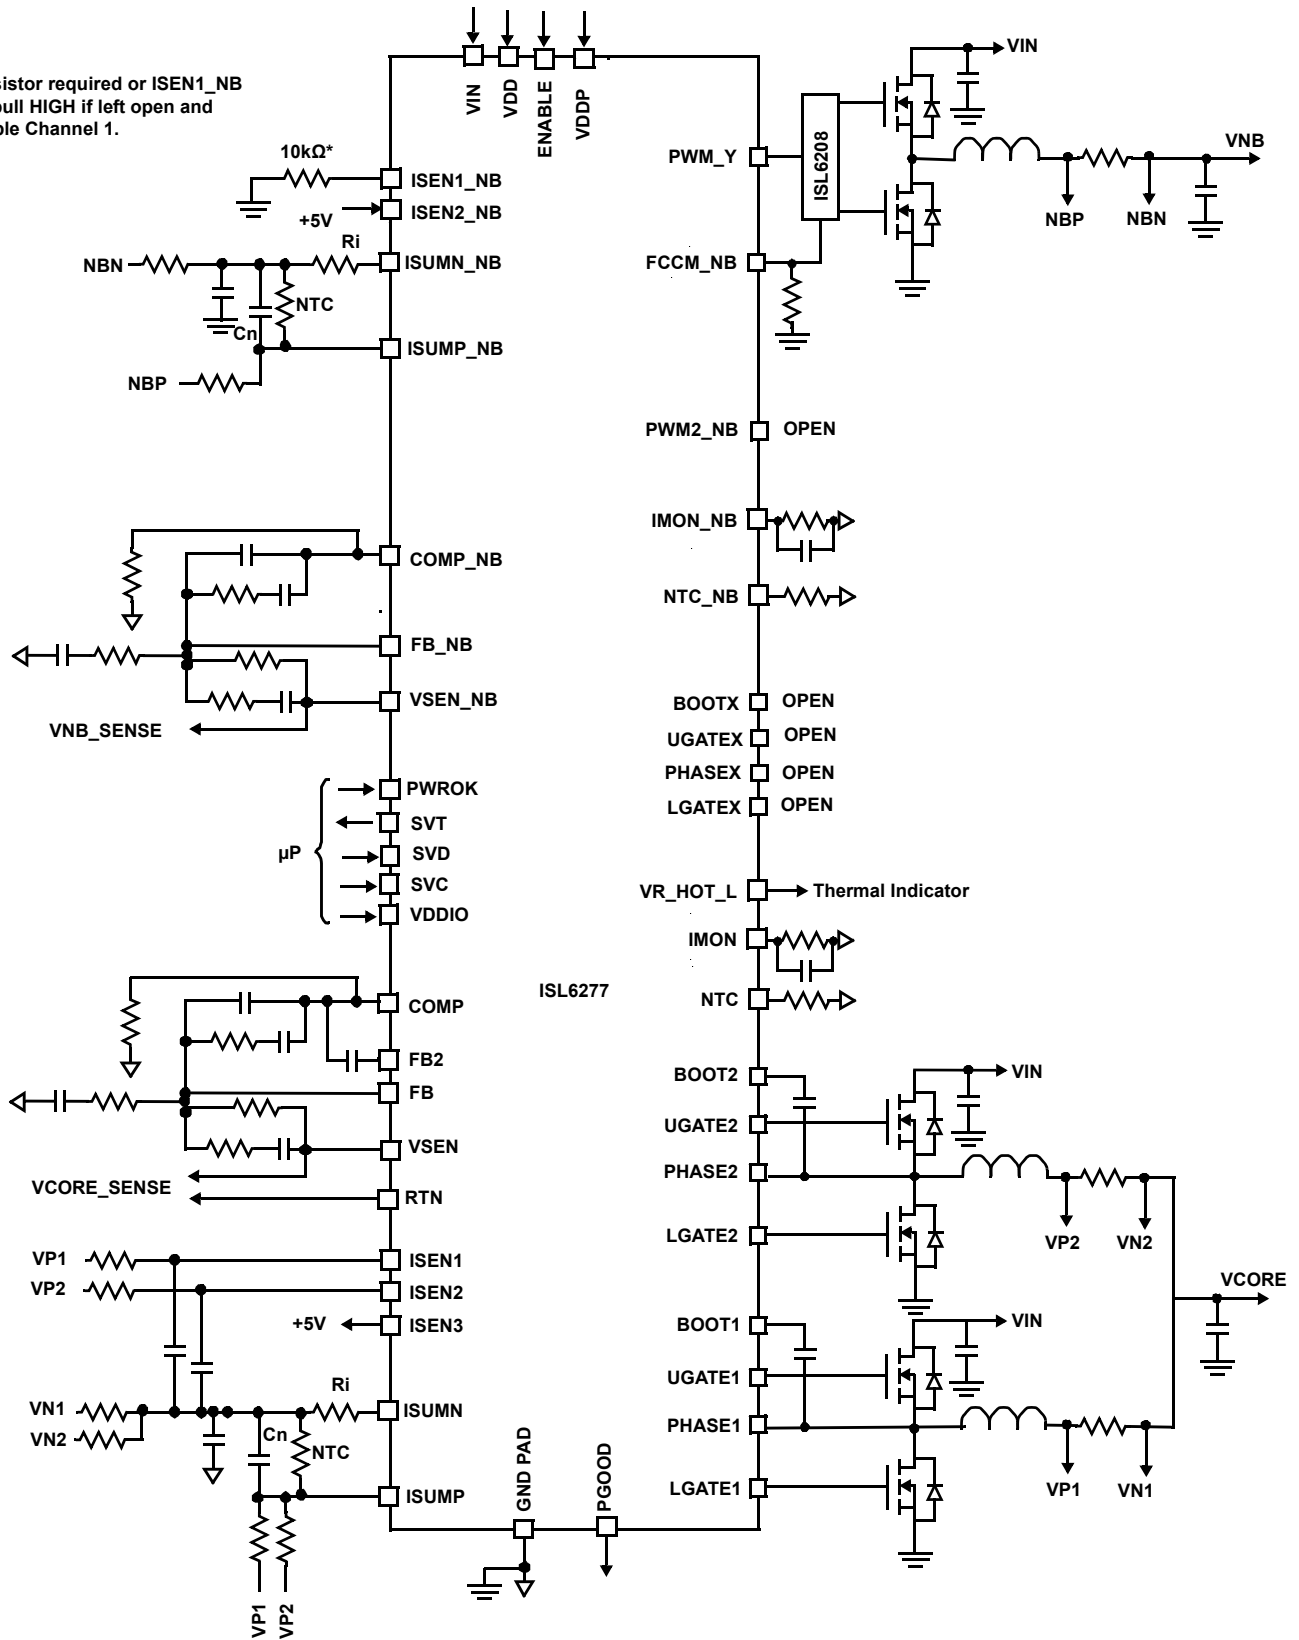 istor required or ISEN1_NB
pull HIGH if left open and
ple Channel 1.
VIN
VDD
ENABLE
VDDP
10kΩ*
ISEN1_NB
+5V
ISEN2_NB
NBN
Ri
ISUMN_NB
NTC
Cn
ISUMP_NB
NBP
PWM_Y
ISL6208
VIN
VNB
NBP
NBN
FCCM_NB
PWM2_NB
OPEN
IMON_NB
NTC_NB
COMP_NB
FB_NB
VSEN_NB
VNB_SENSE
BOOTX
OPEN
UGATEX
OPEN
PHASEX
OPEN
LGATEX
OPEN
µP
PWROK
SVT
SVD
SVC
VDDIO
VR_HOT_L
Thermal Indicator
IMON
NTC
ISL6277
COMP
FB2
FB
VSEN
VCORE_SENSE
RTN
BOOT2
VIN
UGATE2
PHASE2
LGATE2
VP2
VN2
VCORE
VP1
ISEN1
VP2
ISEN2
+5V
ISEN3
BOOT1
VIN
UGATE1
PHASE1
LGATE1
VP1
VN1
VN1
VN2
Ri
ISUMN
Cn
NTC
ISUMP
VP1
VP2
GND PAD
PGOOD